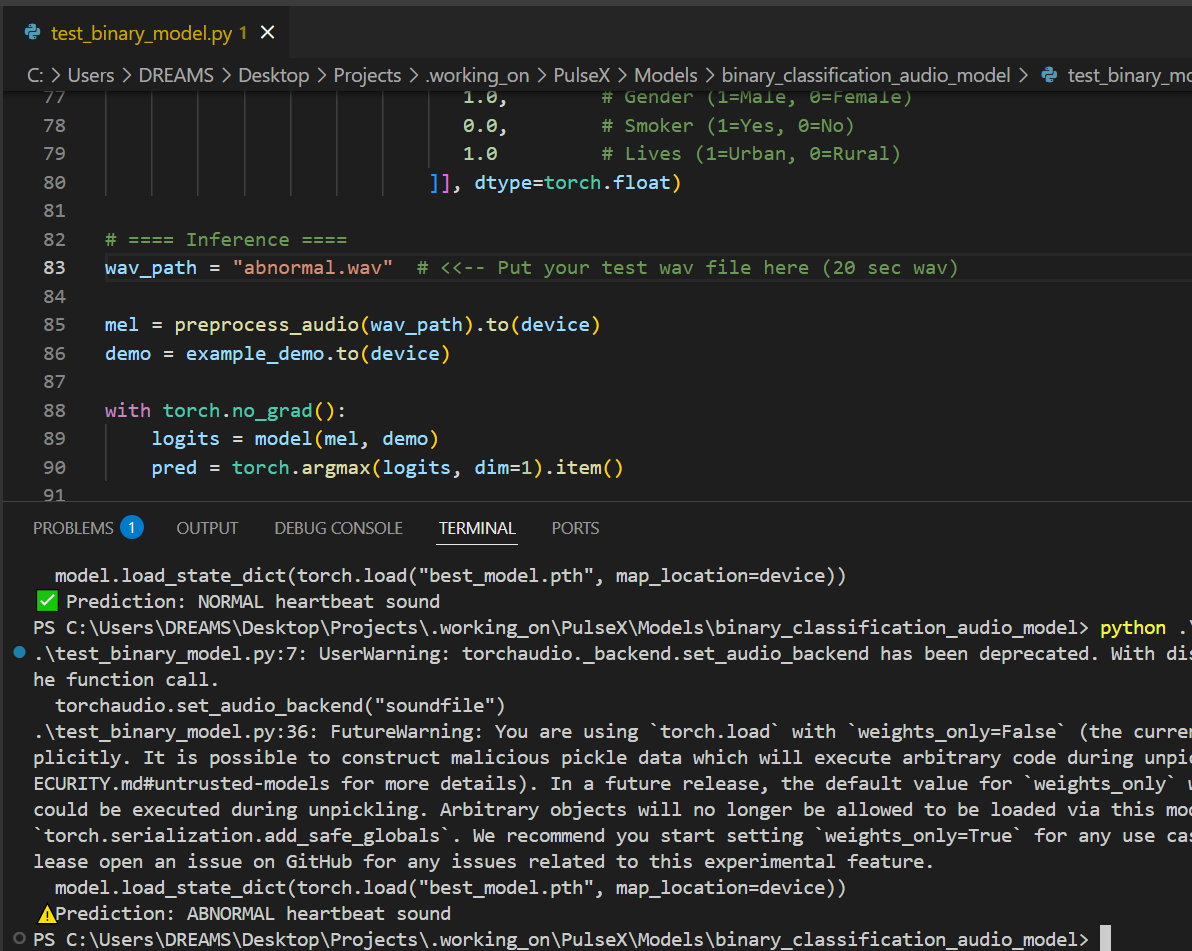 test_binary_model.py 1
C: > Users > DREAMS > Desktop > Projects > .working_on > PulseX > Models > binary_classification_audio_model > test_binary_mo
77 1.0, # Gender (1=Male, 0=Female)
78 0.0, # Smoker (1=Yes, 0=No)
79 1.0 # Lives (1=Urban, 0=Rural)
80 ]], dtype=torch.float)
81
82 # ==== Inference ====
83 wav_path = "abnormal.wav" # <<-- Put your test wav file here (20 sec wav)
84
85 mel = preprocess_audio(wav_path).to(device)
86 demo = example_demo.to(device)
87
88 with torch.no_grad():
89 logits = model(mel, demo)
90 pred = torch.argmax(logits, dim=1).item()
91
PROBLEMS 1 OUTPUT DEBUG CONSOLE TERMINAL PORTS
model.load_state_dict(torch.load("best_model.pth", map_location=device))
✅ Prediction: NORMAL heartbeat sound
PS C:\Users\DREAMS\Desktop\Projects\.working_on\PulseX\Models\binary_classification_audio_model> python .\
.\test_binary_model.py:7: UserWarning: torchaudio._backend.set_audio_backend has been deprecated. With dis
he function call.
torchaudio.set_audio_backend("soundfile")
.\test_binary_model.py:36: FutureWarning: You are using `torch.load` with `weights_only=False` (the curren
plicitly. It is possible to construct malicious pickle data which will execute arbitrary code during unpic
ECURITY.md#untrusted-models for more details). In a future release, the default value for `weights_only` w
could be executed during unpickling. Arbitrary objects will no longer be allowed to be loaded via this mod
`torch.serialization.add_safe_globals`. We recommend you start setting `weights_only=True` for any use cas
lease open an issue on GitHub for any issues related to this experimental feature.
model.load_state_dict(torch.load("best_model.pth", map_location=device))
⚠️Prediction: ABNORMAL heartbeat sound
PS C:\Users\DREAMS\Desktop\Projects\.working_on\PulseX\Models\binary_classification_audio_model>